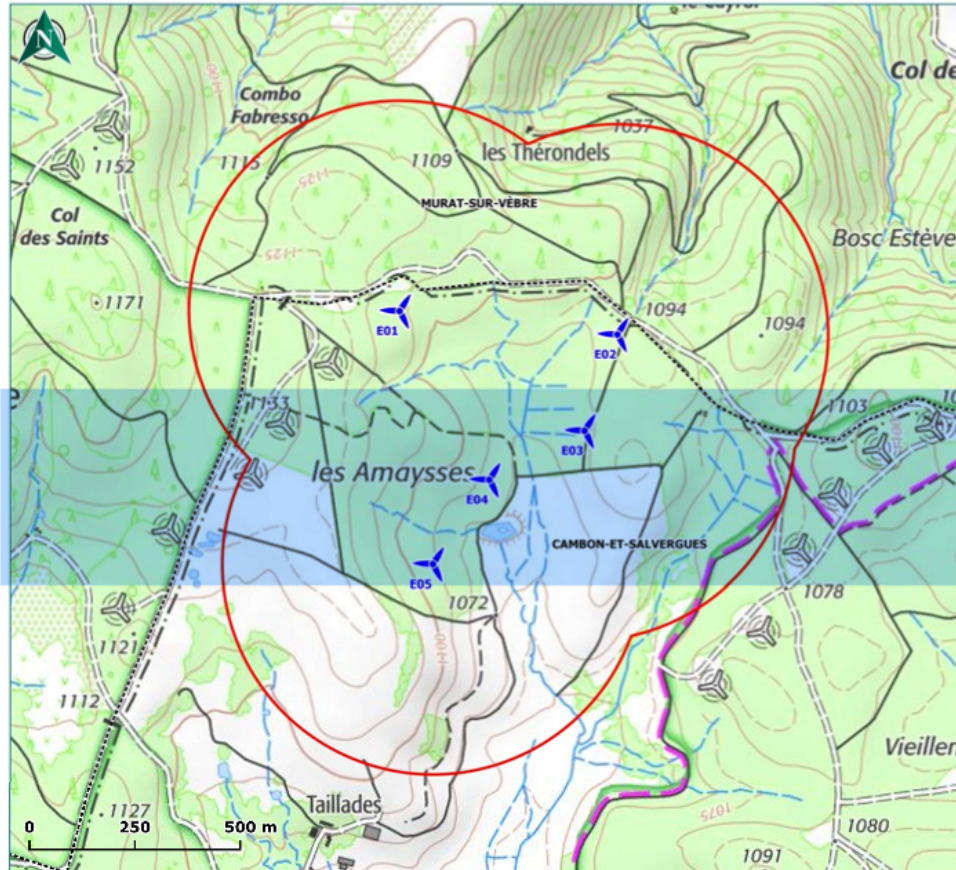 N
Combo
Fabresso
Col de
1037
les Thérondels
1152
1115
1109
1125
MURAT-SUR-VÈBRE
Col
des Saints
Bosc Estève
1125
1171
1094
E01
1094
E02
1133
1103
E03
les Amaysses
E04
CAMBON-ET-SALVERGUES
E05
1072
1078
1121
1100
1112
Vieiller
Taillades
1127
1075
0 250 500 m
1080
1091